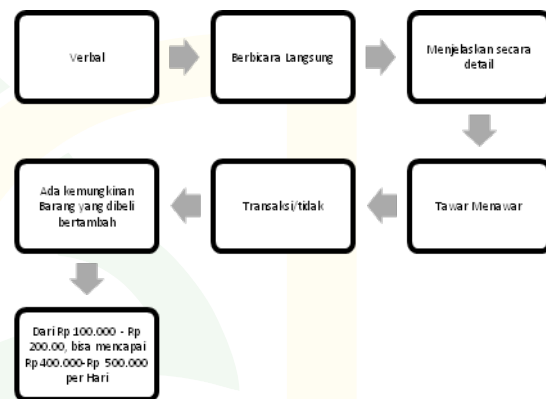 Verbal
Berbicara Langsung
Menjelaskan secara
detail
Tawar Menawar
Transaksi/tidak
Ada kemungkinan
Barang yang dibeli
bertambah
Dari Rp 100.000 - Rp
200.00, bisa mencapai
Rp 400.000-Rp 500.000
per Hari